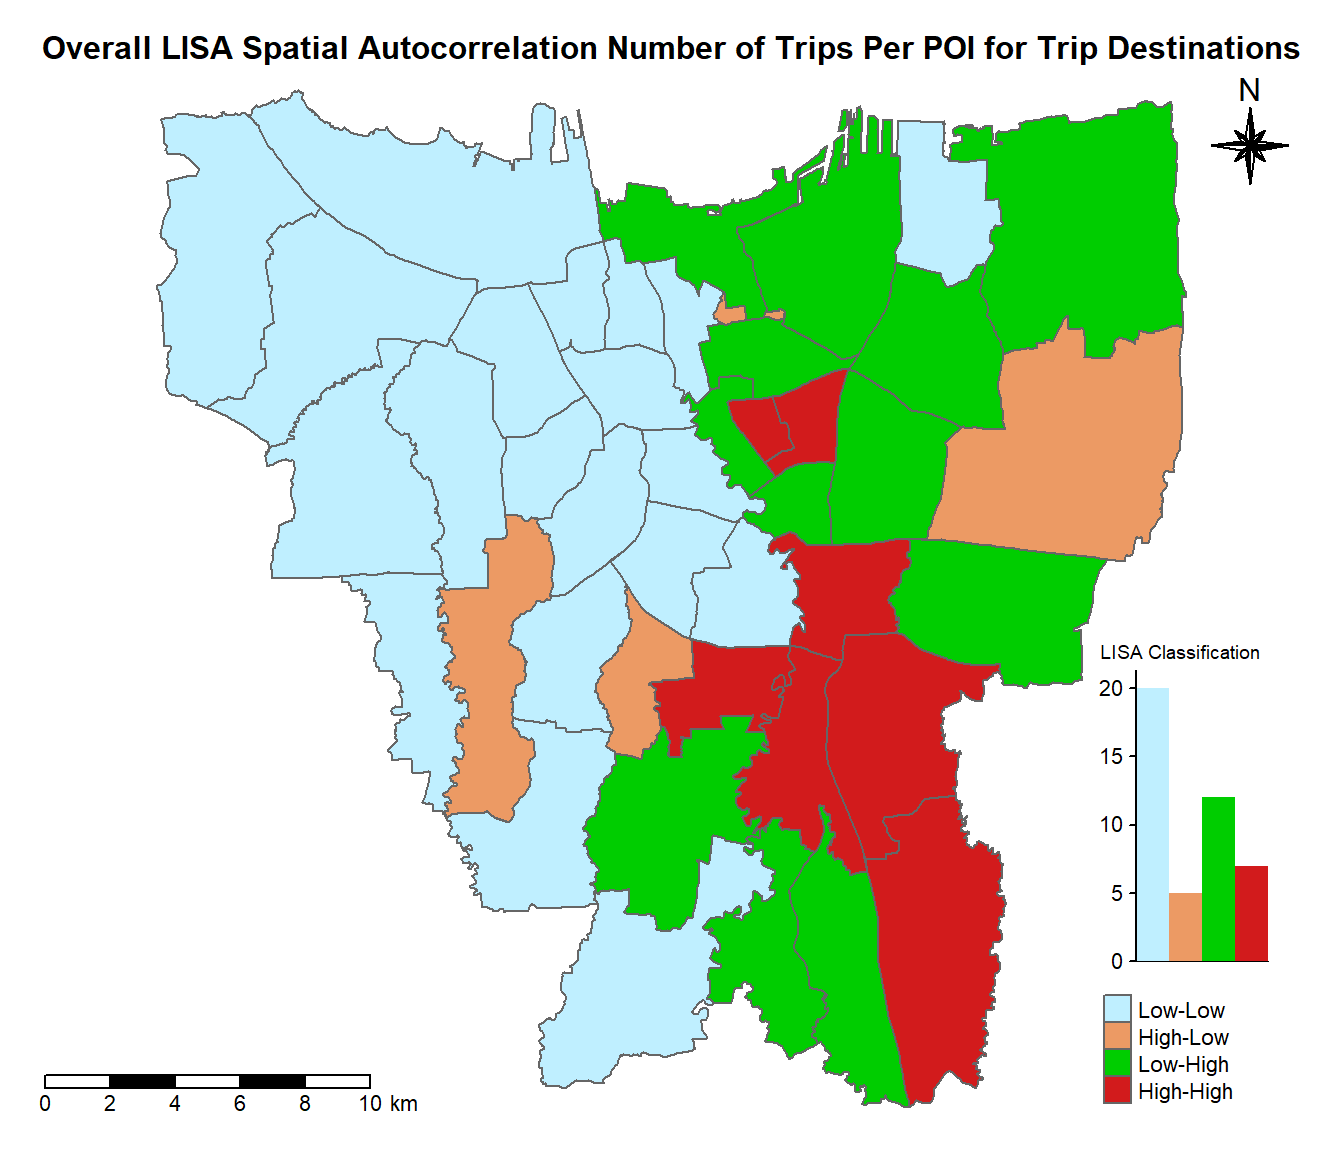 Overall LISA Spatial Autocorrelation Number of Trips Per POI for Trip Destinations
N
LISA Classification
20
15
10
5
0
Low-Low
High-Low
Low-High
High-High
0 2 4 6 8 10 km